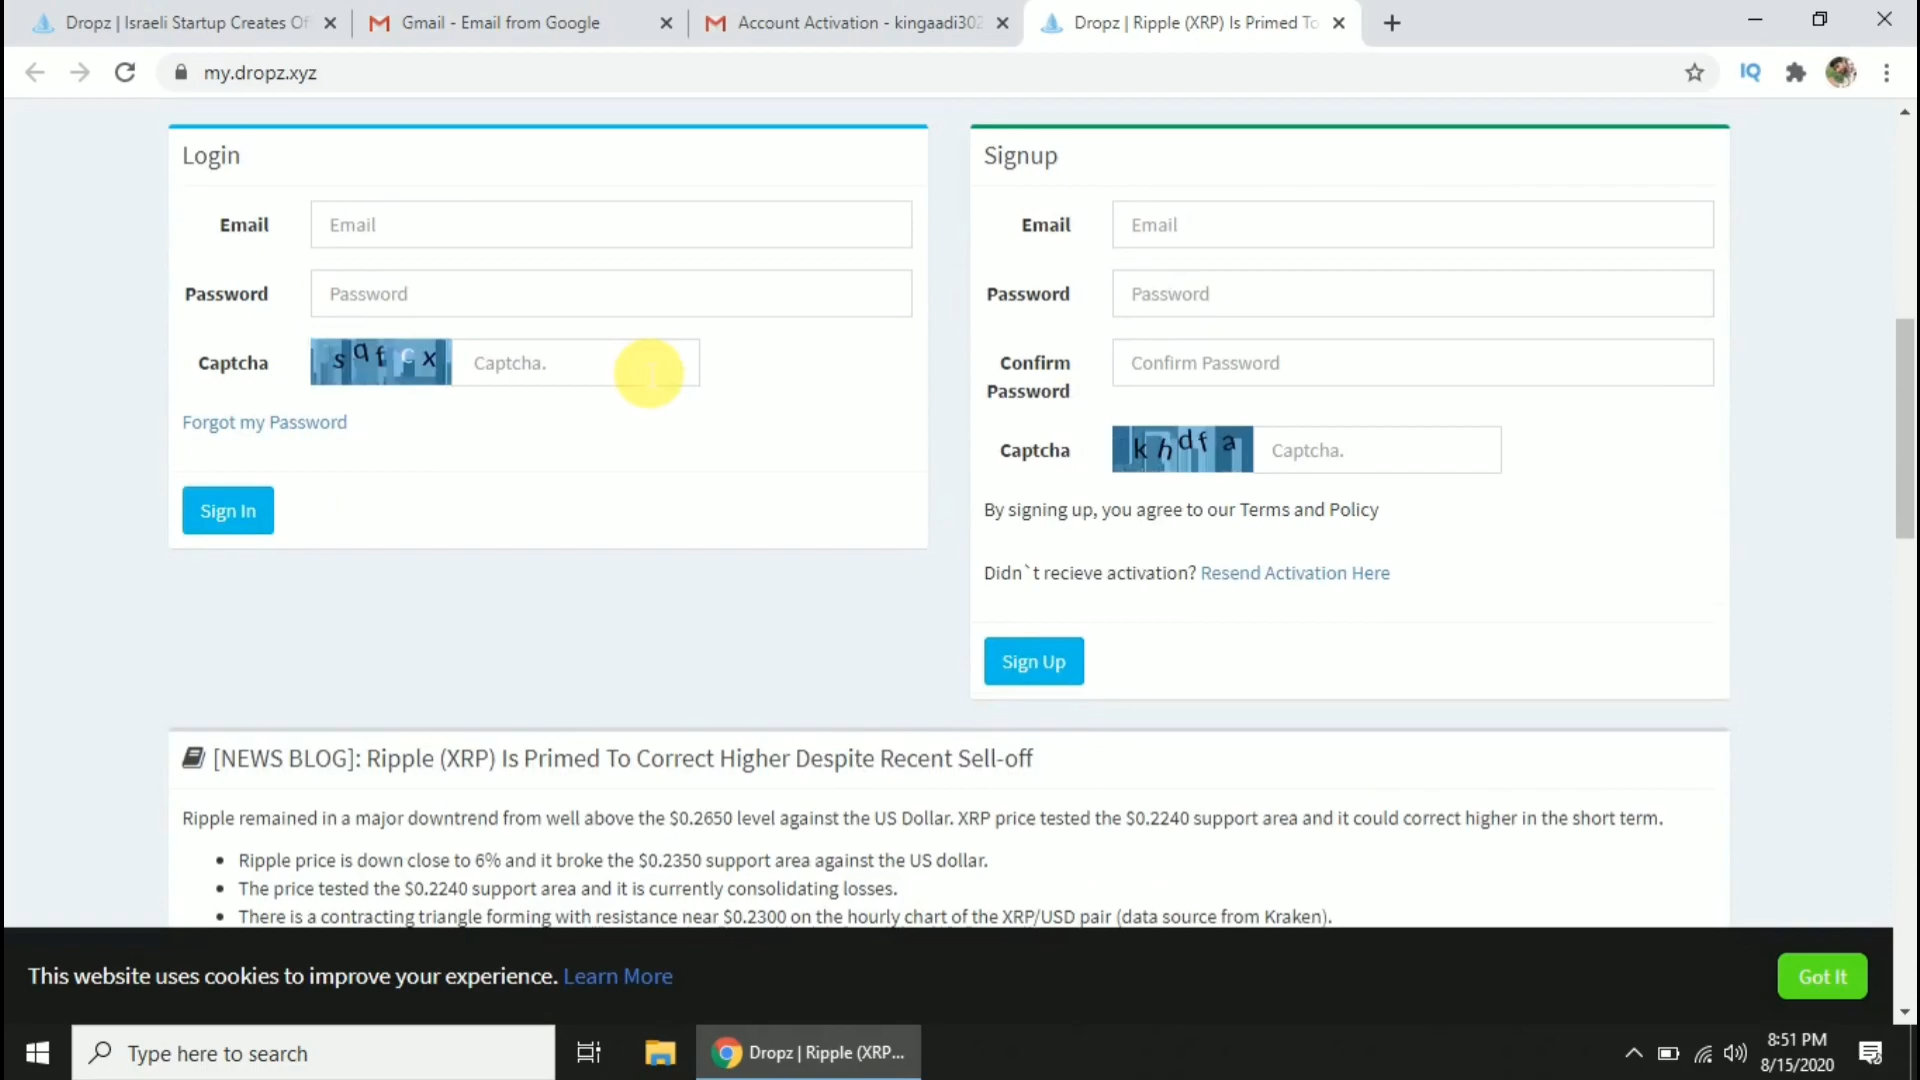 Dropz | Israeli Startup Creates Of
Gmail - Email from Google
Account Activation - kingaadi302
Dropz | Ripple (XRP) Is Primed To
my.dropz.xyz
IQ
Login
Email
Email
Password
Password
Captcha
sqfcx
Captcha.
Forgot my Password
Sign In
Signup
Email
Email
Password
Password
Confirm
Password
Confirm Password
Captcha
khdfa
Captcha.
By signing up, you agree to our Terms and Policy
Didn`t recieve activation? Resend Activation Here
Sign Up
[NEWS BLOG]: Ripple (XRP) Is Primed To Correct Higher Despite Recent Sell-off
Ripple remained in a major downtrend from well above the $0.2650 level against the US Dollar. XRP price tested the $0.2240 support area and it could correct higher in the short term.
Ripple price is down close to 6% and it broke the $0.2350 support area against the US dollar.
The price tested the $0.2240 support area and it is currently consolidating losses.
There is a contracting triangle forming with resistance near $0.2300 on the hourly chart of the XRP/USD pair (data source from Kraken).
This website uses cookies to improve your experience. Learn More
Got It
Type here to search
Dropz | Ripple (XRP...
8:51 PM
8/15/2020